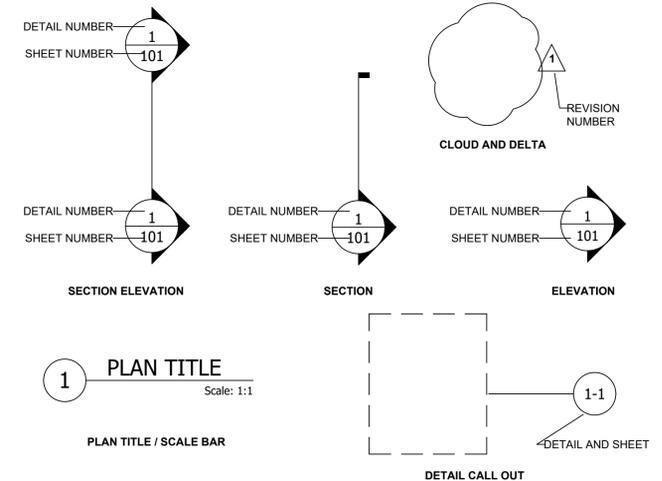 DETAIL NUMBER
1
SHEET NUMBER
101
1
REVISION
NUMBER
CLOUD AND DELTA
DETAIL NUMBER
1
SHEET NUMBER
101
SECTION ELEVATION
DETAIL NUMBER
1
SHEET NUMBER
101
SECTION
DETAIL NUMBER
1
SHEET NUMBER
101
ELEVATION
1
PLAN TITLE
Scale: 1:1
PLAN TITLE / SCALE BAR
1-1
DETAIL AND SHEET
DETAIL CALL OUT